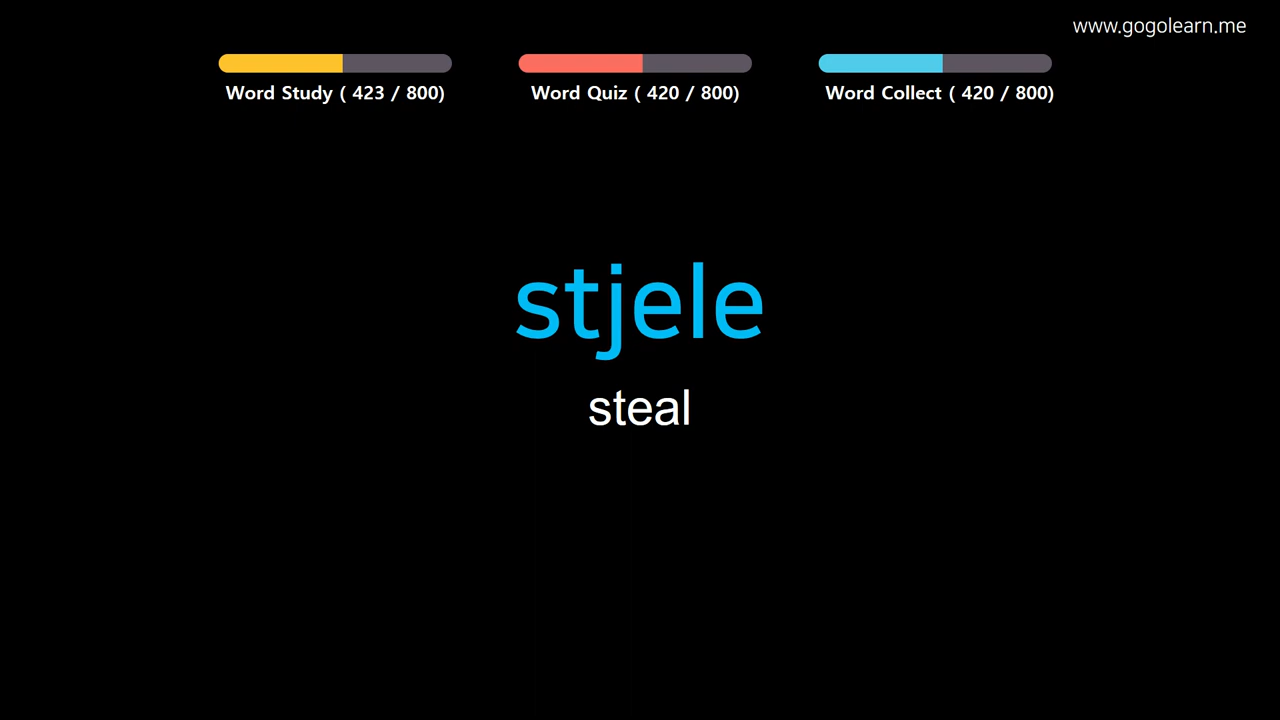 www.gogolearn.me
Word Study ( 423 / 800)
Word Quiz ( 420 / 800)
Word Collect ( 420 / 800)
stjele
steal